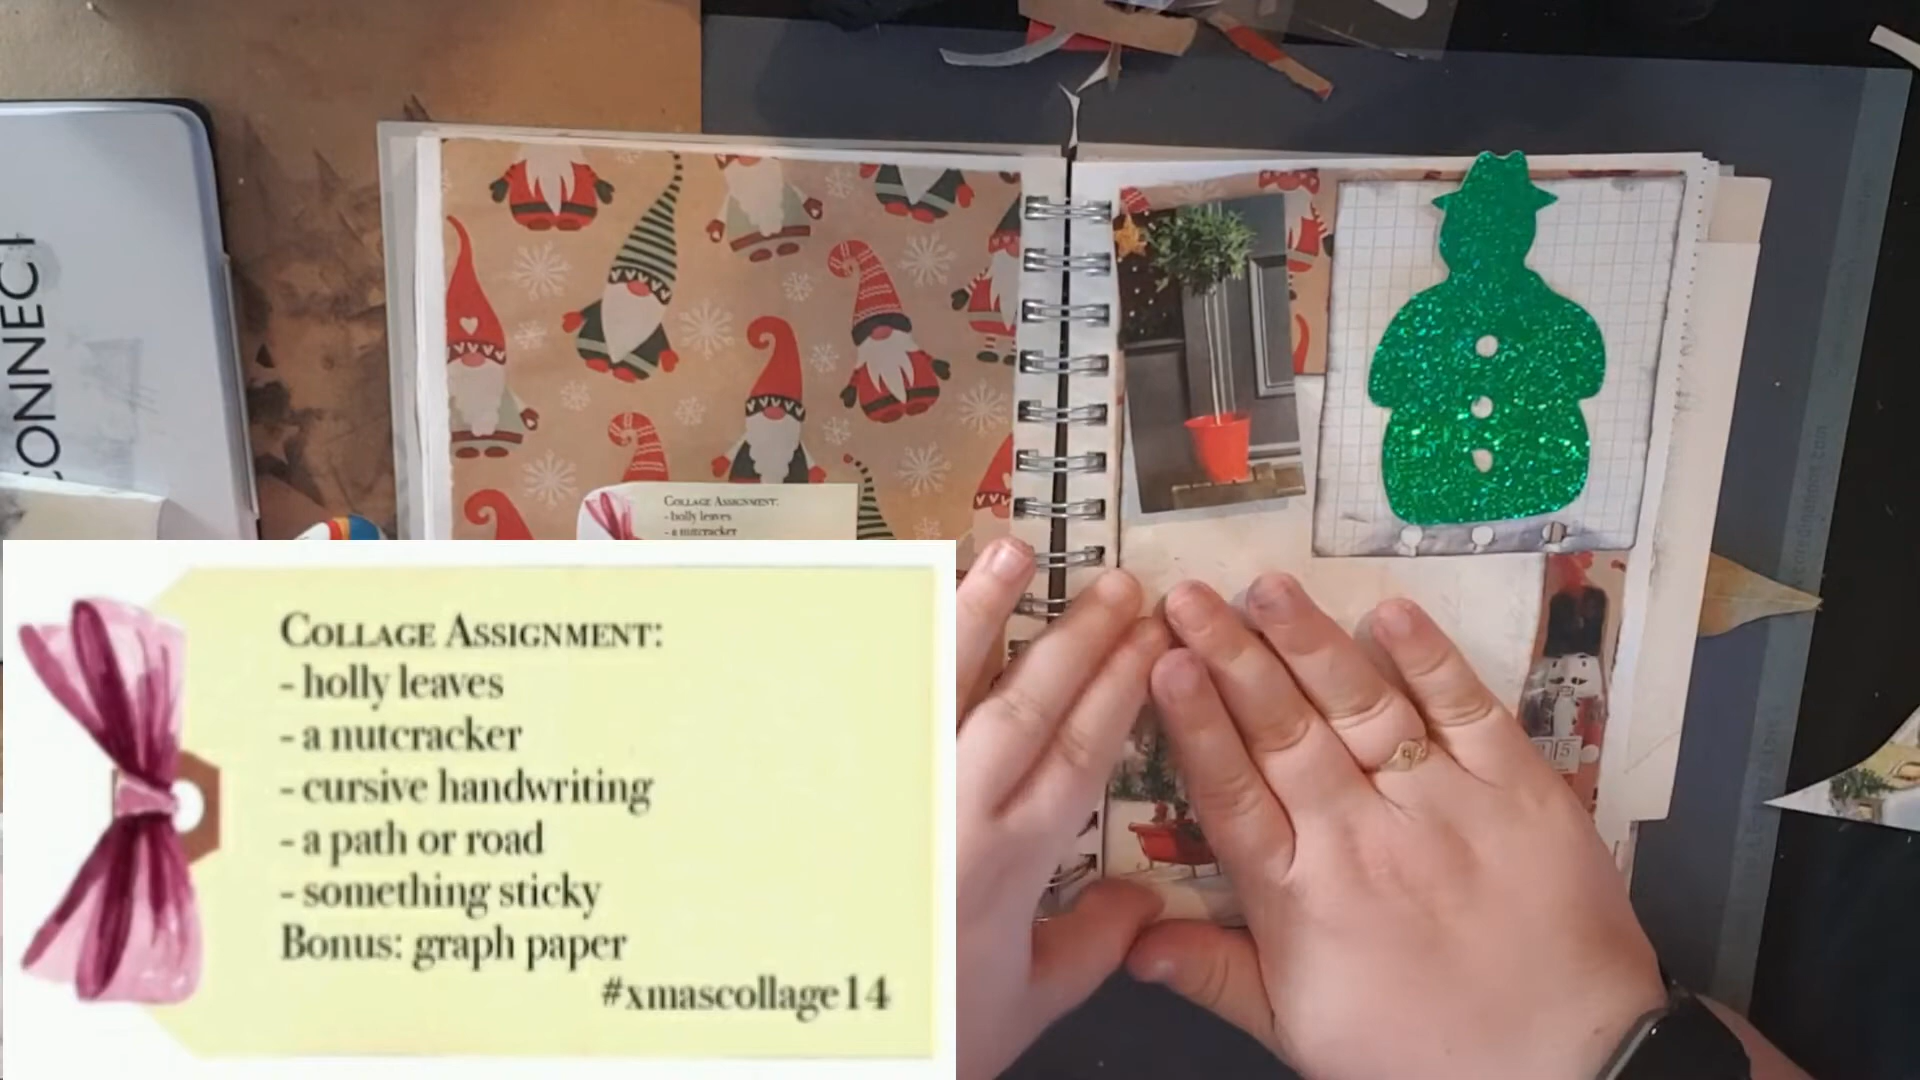 CONNECT
COLLAGE ASSIGNMENT:
- holly leaves
- a nutcracker
COLLAGE ASSIGNMENT:
- holly leaves
- a nutcracker
- cursive handwriting
- a path or road
- something sticky
Bonus: graph paper
#xmascollage14